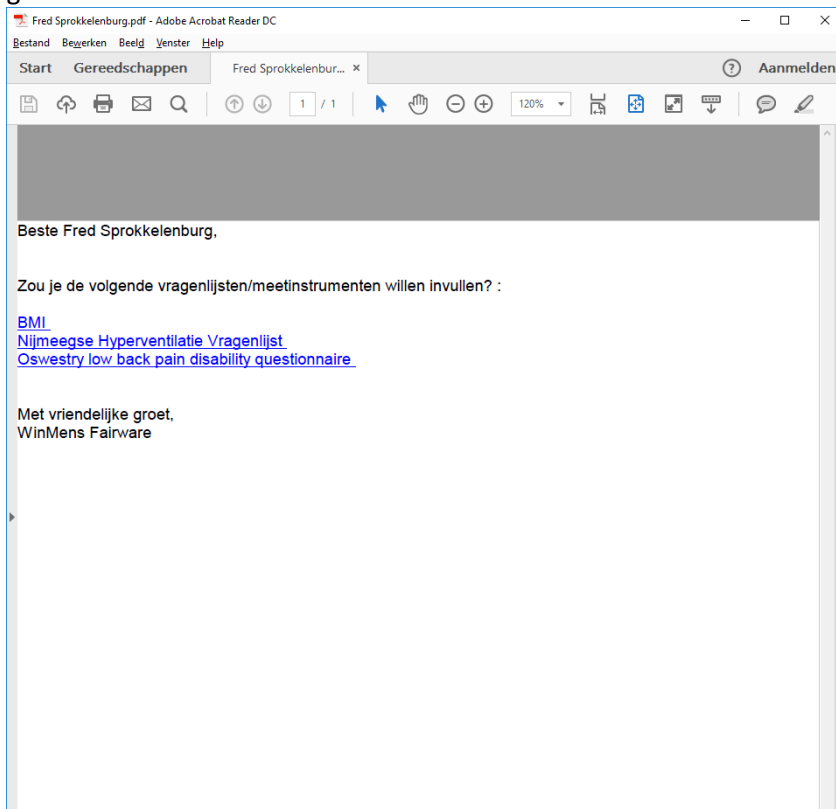 g
Fred Sprokkelenburg.pdf - Adobe Acrobat Reader DC
Bestand Bewerken Beeld Venster Help
Start Gereedschappen Fred Sprokkelenbur... × Aanmelden
1 / 1 120%
Beste Fred Sprokkelenburg,
Zou je de volgende vragenlijsten/meetinstrumenten willen invullen? :
BMI
Nijmeegse Hyperventilatie Vragenlijst
Oswestry low back pain disability questionnaire
Met vriendelijke groet,
WinMens Fairware